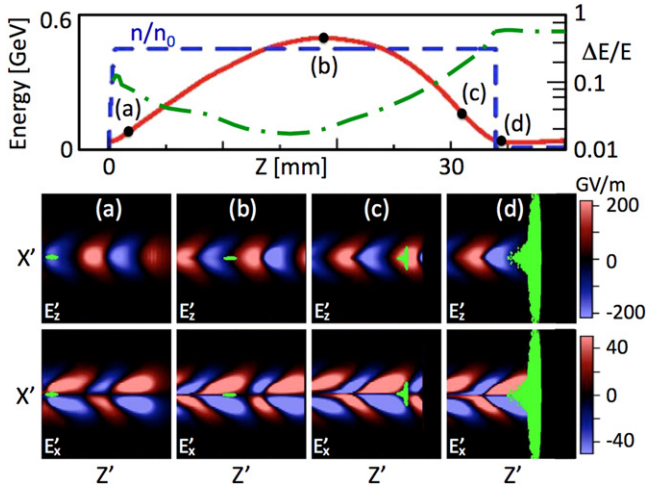 0.6
n/n₀
1
Energy [GeV]
(a)
(b)
(c)
(d)
0.1
ΔE/E
0
0.01
0
Z [mm]
30
GV/m
(a)
(b)
(c)
(d)
200
0
-200
X'
E'z
E'z
E'z
E'z
40
0
-40
X'
E'x
E'x
E'x
E'x
Z'
Z'
Z'
Z'